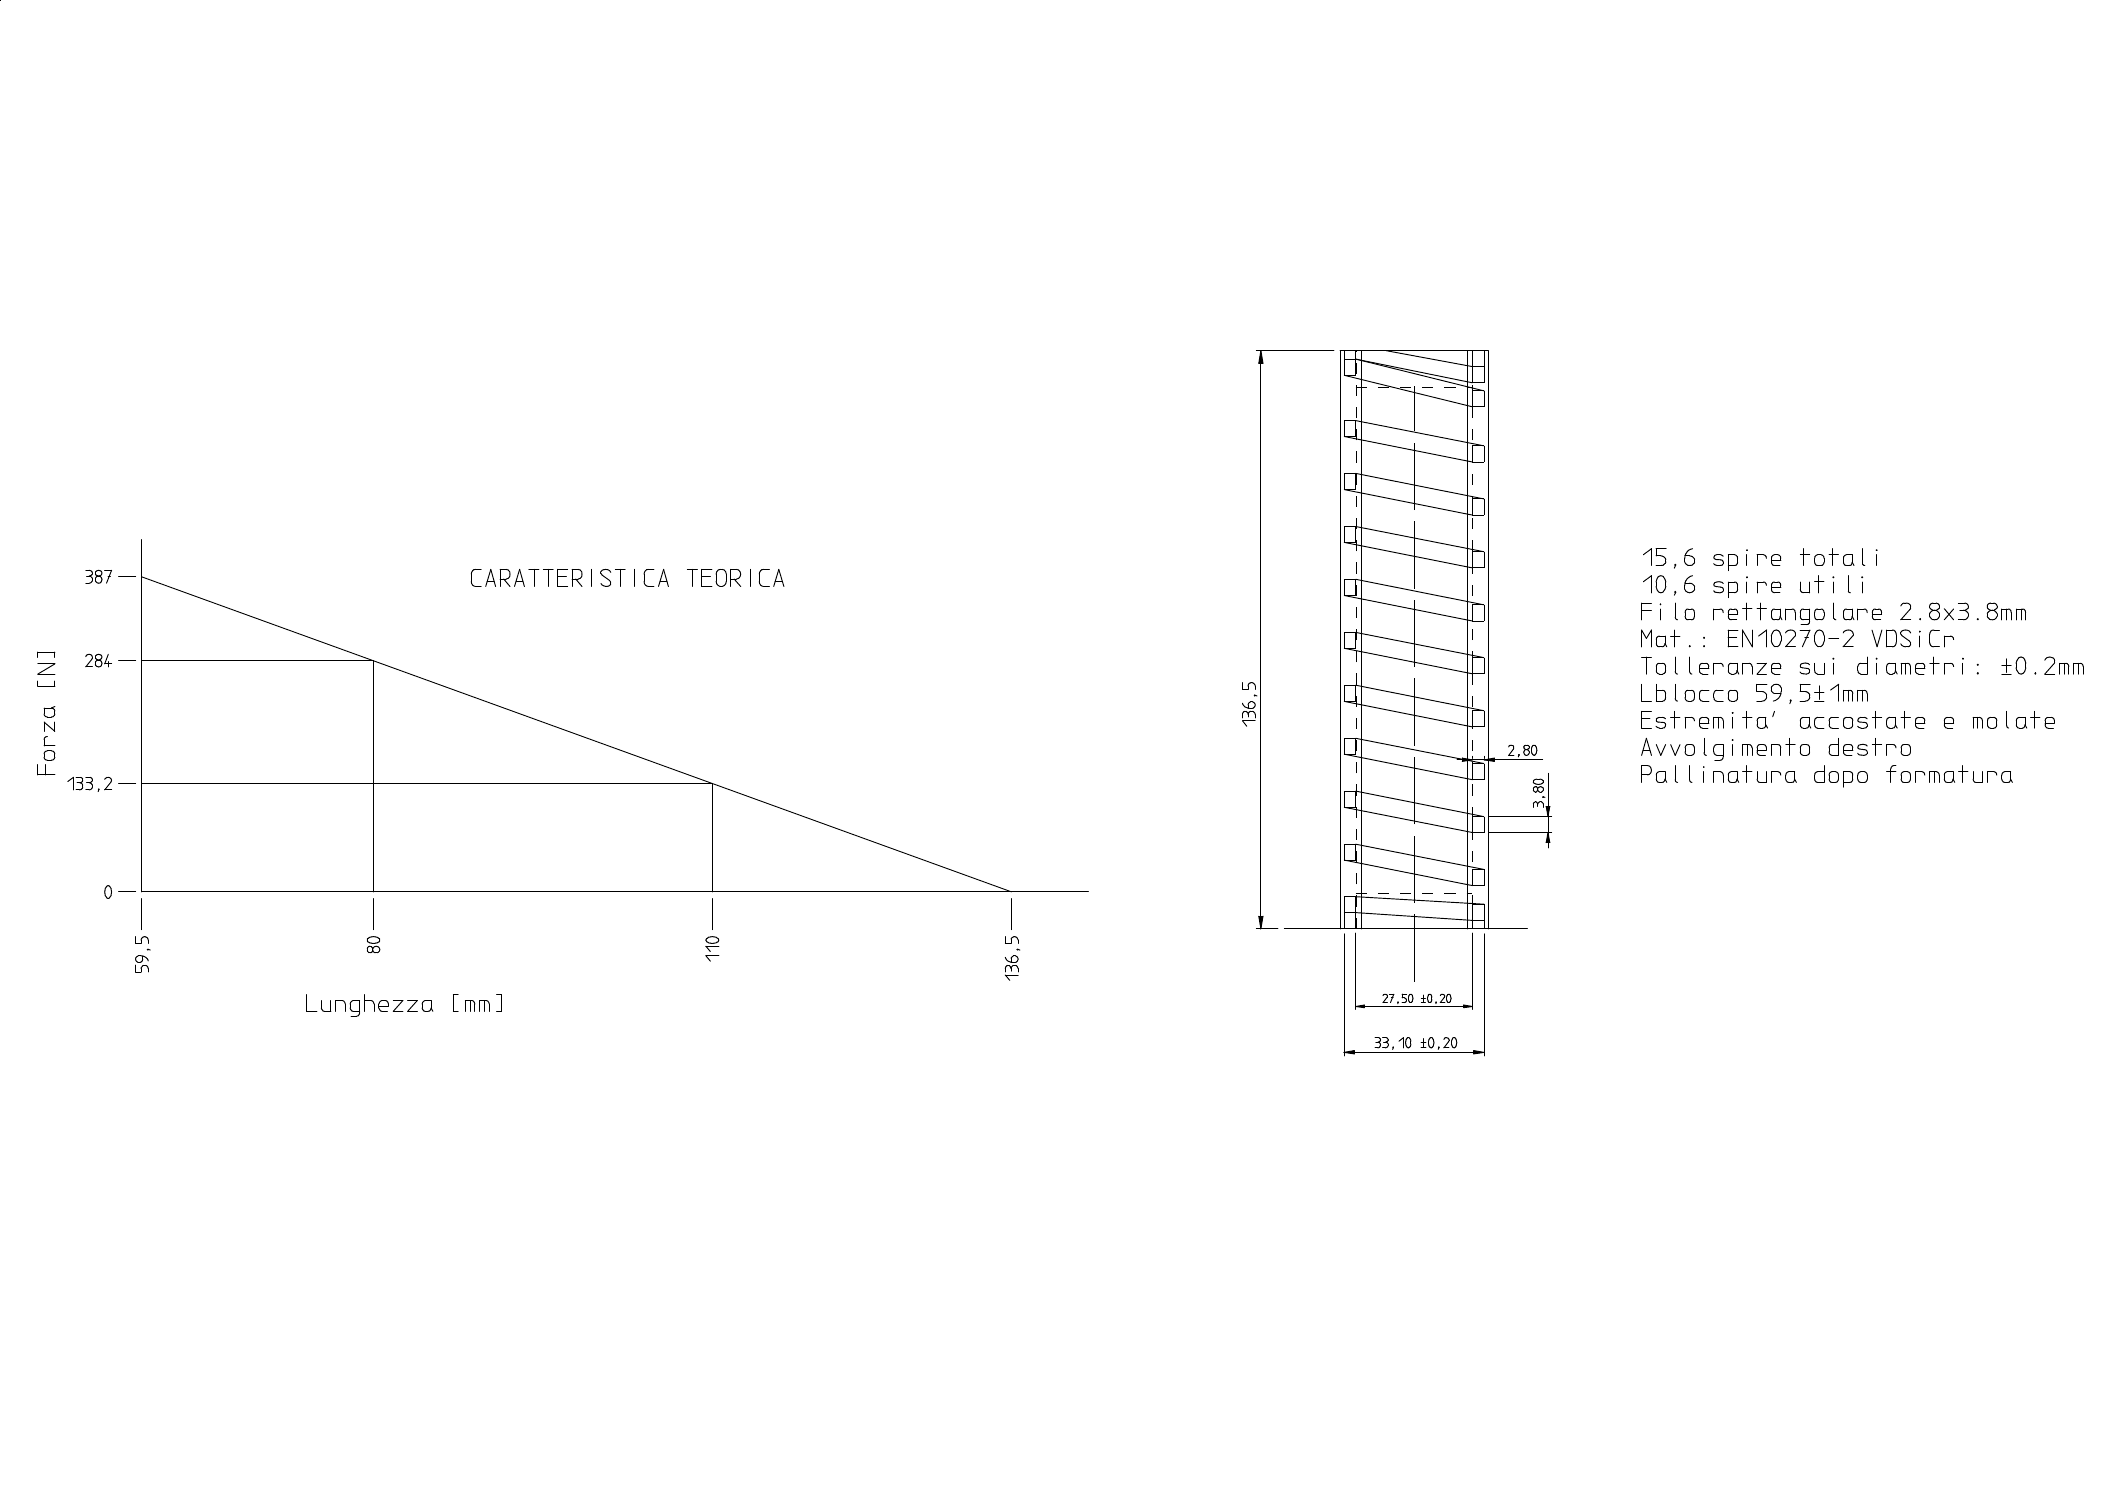 CARATTERISTICA TEORICA
Forza [N]
387
284
133,2
0
59,5
80
110
136,5
Lunghezza [mm]
136,5
2,80
3,80
27,50 ±0,20
33,10 ±0,20
15,6 spire totali
10,6 spire utili
Filo rettangolare 2.8x3.8mm
Mat.: EN10270-2 VDSiCr
Tolleranze sui diametri: ±0.2mm
Lblocco 59,5±1mm
Estremita' accostate e molate
Avvolgimento destro
Pallinatura dopo formatura